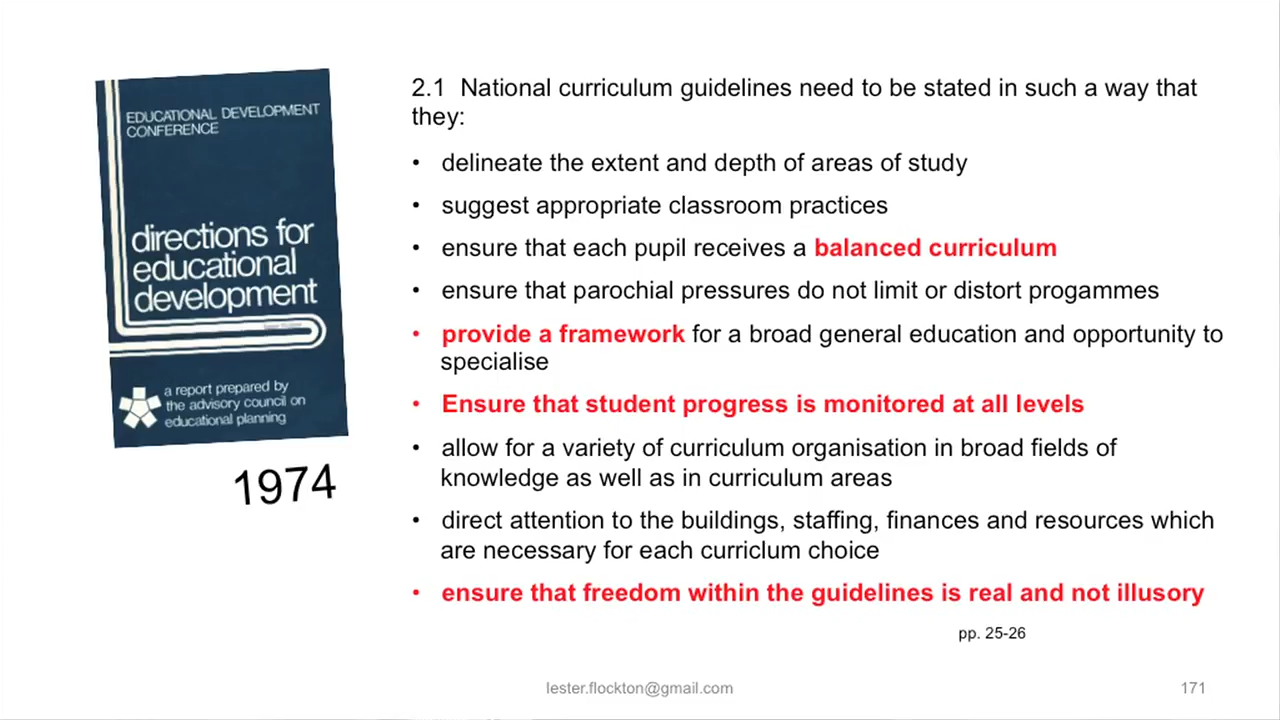 EDUCATIONAL DEVELOPMENT
CONFERENCE
directions for
educational
development
a report prepared by
the advisory council on
educational planning
1974
2.1 National curriculum guidelines need to be stated in such a way that
they:
• delineate the extent and depth of areas of study
• suggest appropriate classroom practices
• ensure that each pupil receives a balanced curriculum
• ensure that parochial pressures do not limit or distort progammes
• provide a framework for a broad general education and opportunity to
specialise
• Ensure that student progress is monitored at all levels
• allow for a variety of curriculum organisation in broad fields of
knowledge as well as in curriculum areas
• direct attention to the buildings, staffing, finances and resources which
are necessary for each curriclum choice
• ensure that freedom within the guidelines is real and not illusory
pp. 25-26
lester.flockton@gmail.com
171